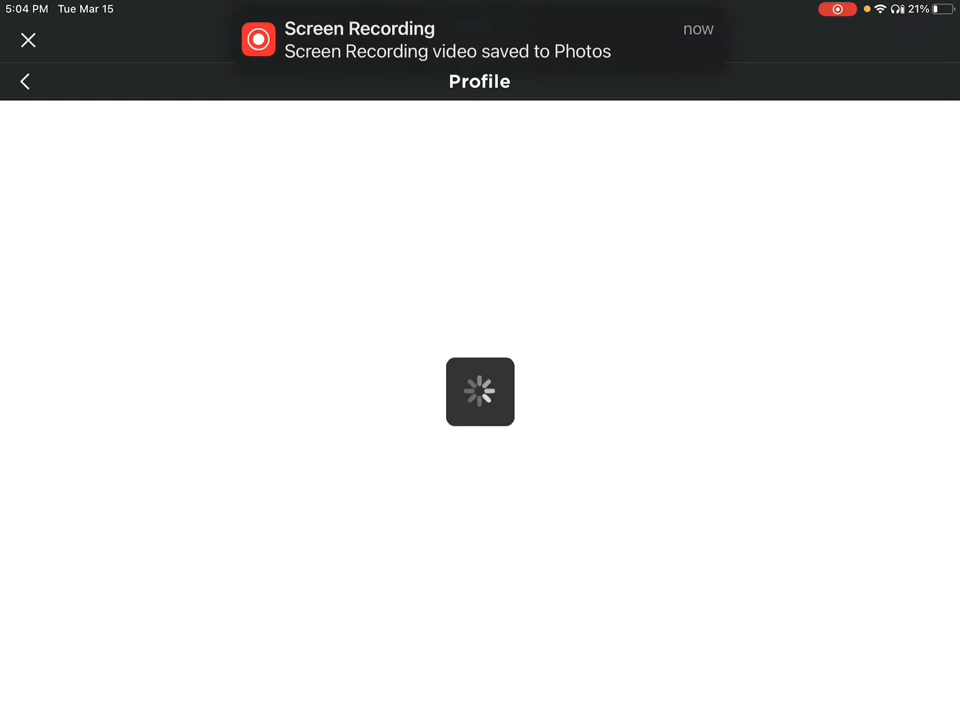 5:04 PM Tue Mar 15
21%
Screen Recording
now
Screen Recording video saved to Photos
Profile